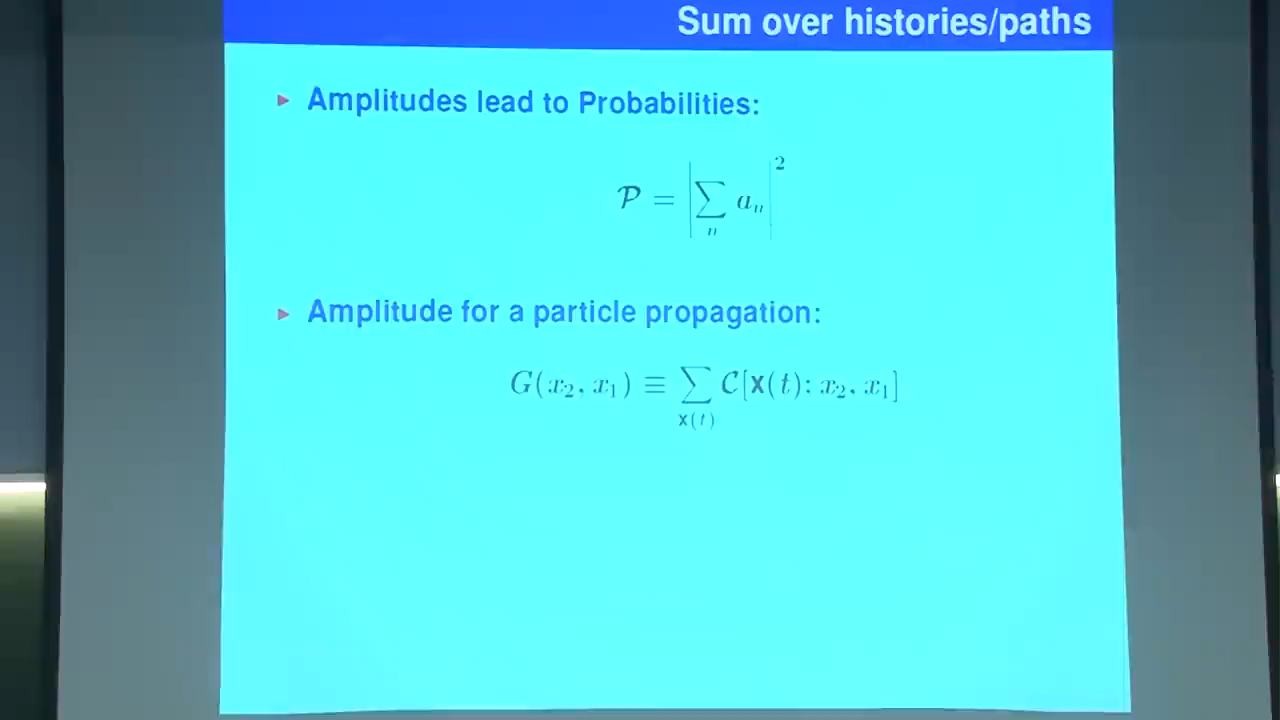 Sum over histories/paths
▶ Amplitudes lead to Probabilities:
𝒫 = |∑ₙ aₙ|²
▶ Amplitude for a particle propagation:
G(x₂, x₁) ≡ ∑_{x(t)} 𝒞[x(t); x₂, x₁]